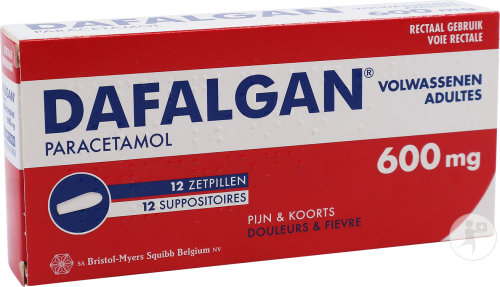 RECTAAL GEBRUIK
VOIE RECTALE
DAFALGAN®
VOLWASSENEN
ADULTES
PARACETAMOL
600 mg
12 ZETPILLEN
12 SUPPOSITOIRES
PIJN & KOORTS
DOULEURS & FIEVRE
SA Bristol-Myers Squibb Belgium NV